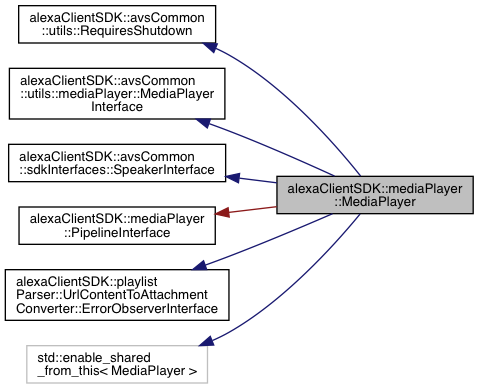 alexaClientSDK::avsCommon
::utils::RequiresShutdown
alexaClientSDK::avsCommon
::utils::mediaPlayer::MediaPlayer
Interface
alexaClientSDK::avsCommon
::sdkInterfaces::SpeakerInterface
alexaClientSDK::mediaPlayer
::MediaPlayer
alexaClientSDK::mediaPlayer
::PipelineInterface
alexaClientSDK::playlist
Parser::UrlContentToAttachment
Converter::ErrorObserverInterface
std::enable_shared
_from_this< MediaPlayer >